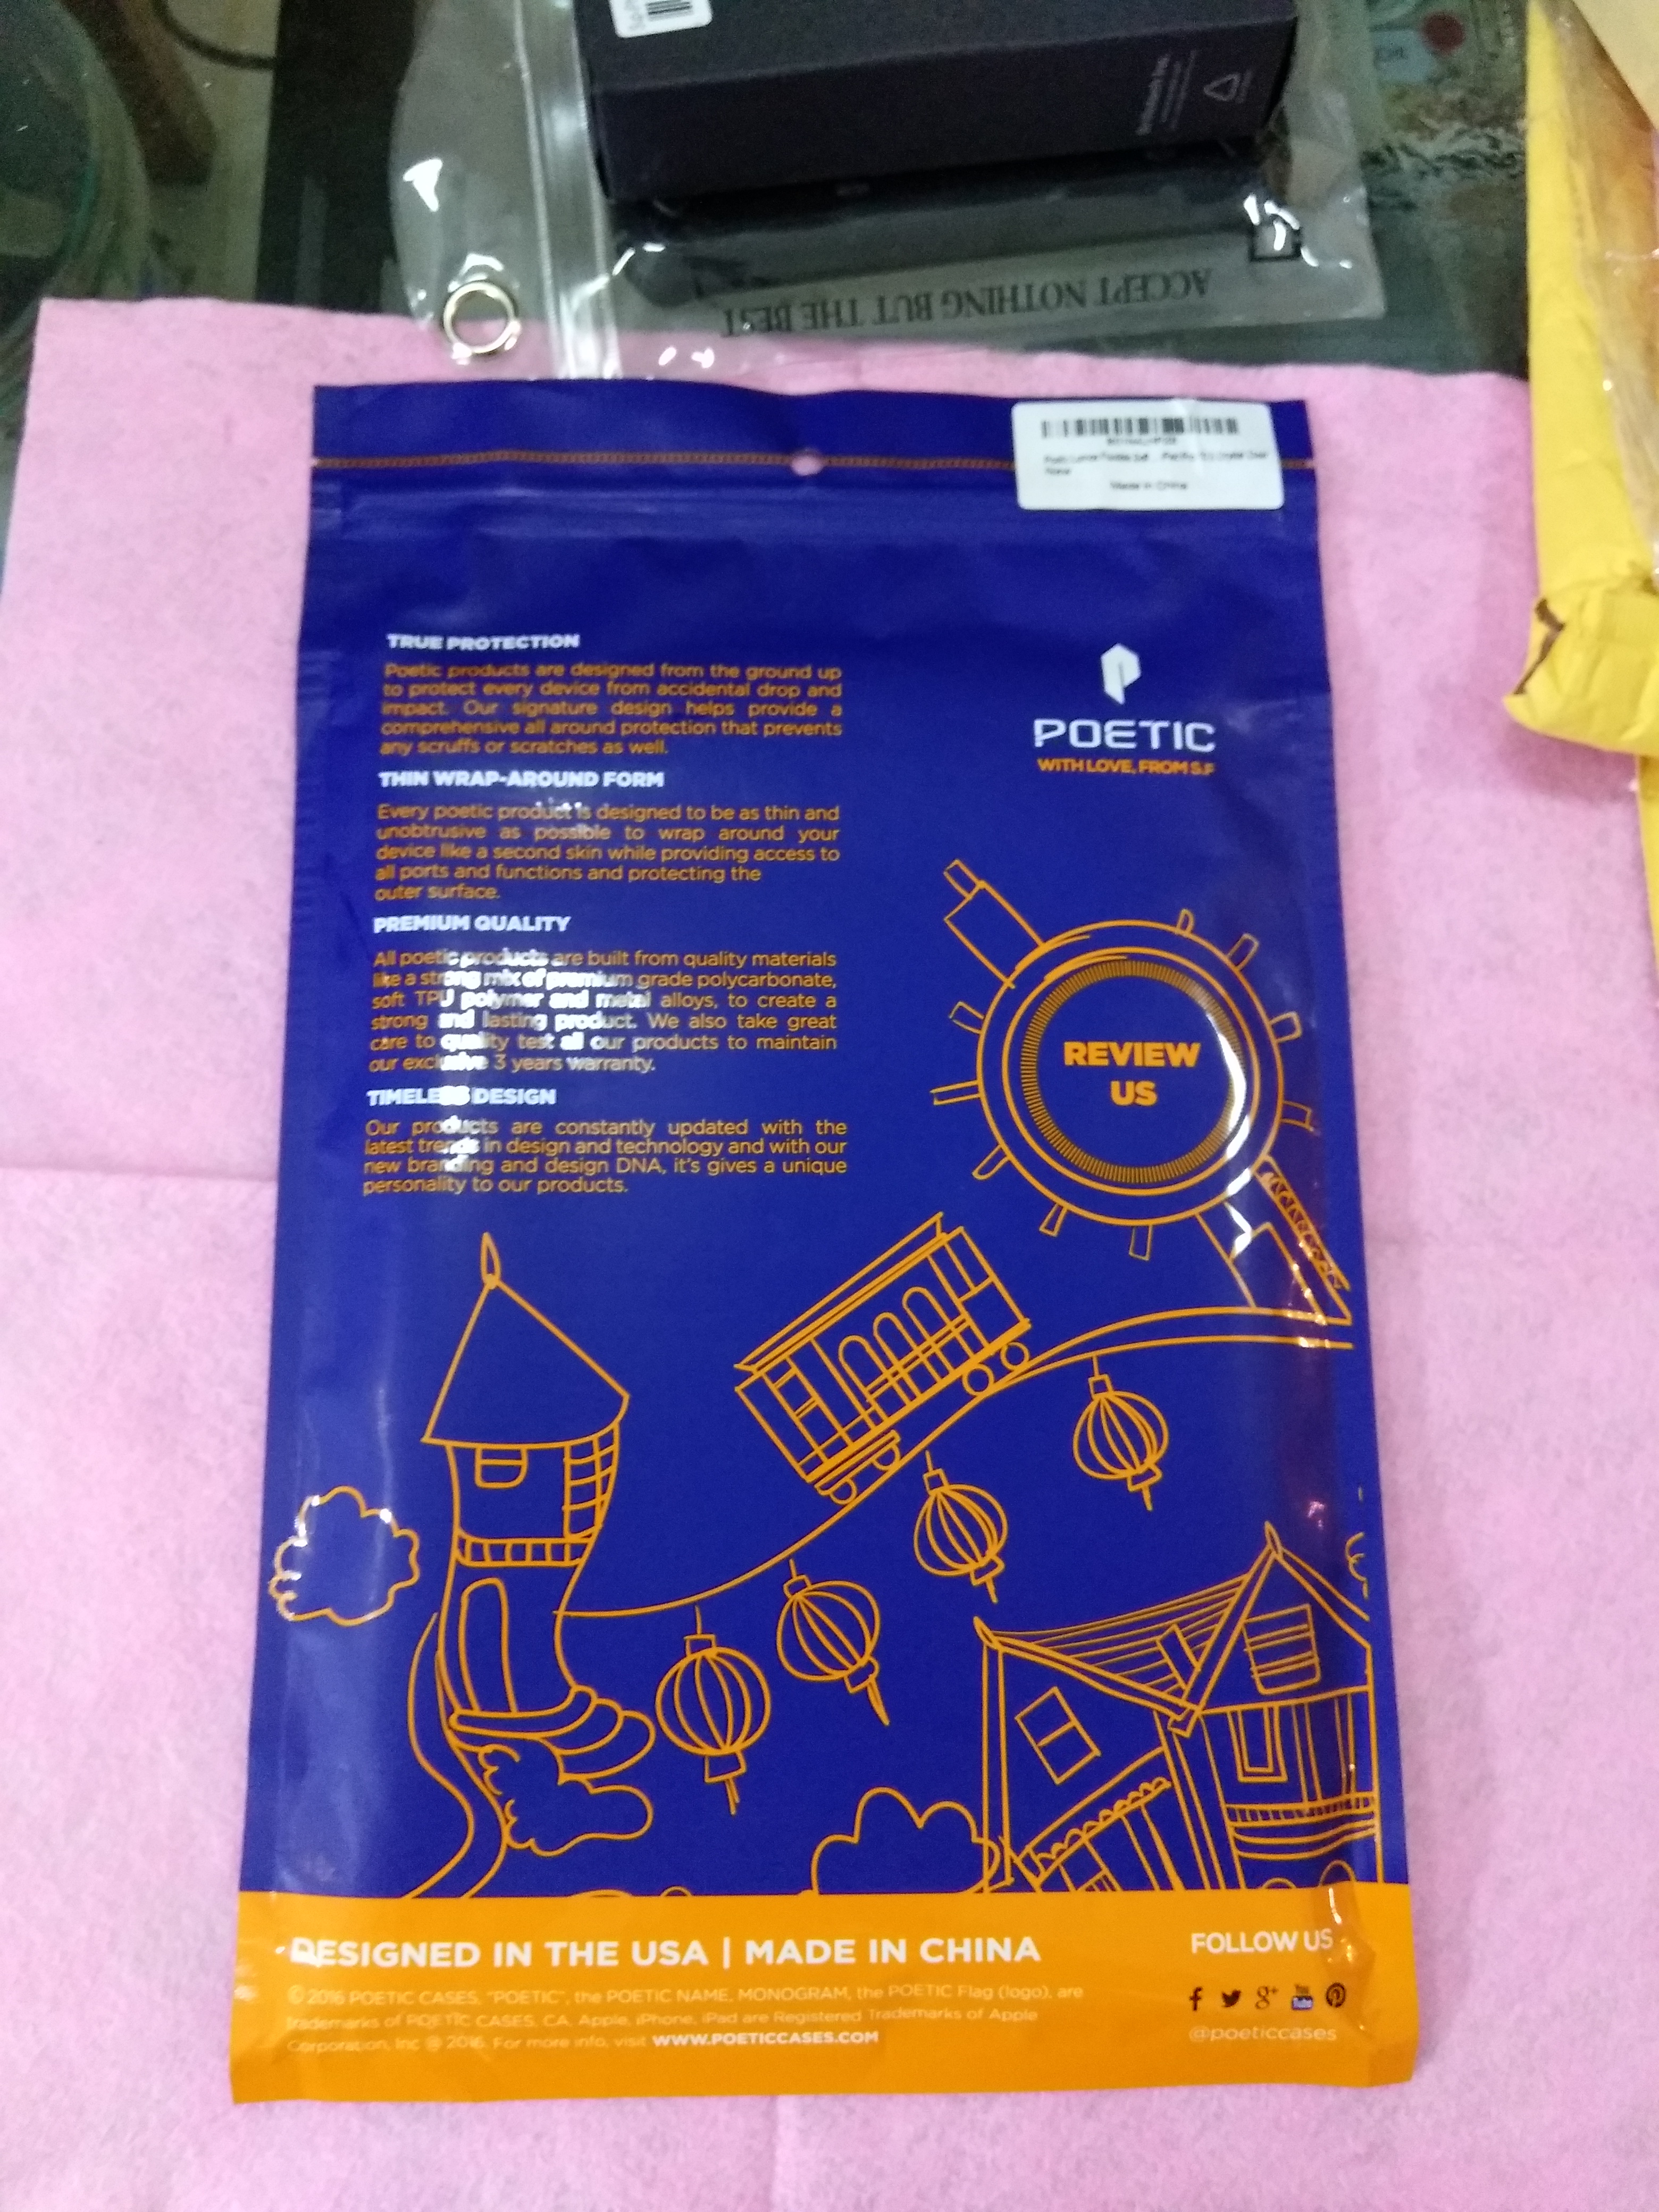 ACCEPT NOTHING BUT THE BEST
Made in China
TRUE PROTECTION
Poetic products are designed from the ground up
to protect every device from accidental drop and
impact. Our signature design helps provide a
comprehensive all around protection that prevents
any scruffs or scratches as well.
THIN WRAP-AROUND FORM
Every poetic product is designed to be as thin and
unobtrusive as possible to wrap around your
device like a second skin while providing access to
all ports and functions and protecting the
outer surface.
PREMIUM QUALITY
All poetic products are built from quality materials
like a strong mix of premium grade polycarbonate,
soft TPU polymer and metal alloys, to create a
strong and lasting product. We also take great
care to quality test all our products to maintain
our exclusive 3 years warranty.
TIMELESS DESIGN
Our products are constantly updated with the
latest trends in design and technology and with our
new branding and design DNA, it's gives a unique
personality to our products.
POETIC
WITH LOVE, FROM S.F
REVIEW
US
DESIGNED IN THE USA | MADE IN CHINA
©2016 POETIC CASES, "POETIC", the POETIC NAME, MONOGRAM, the POETIC Flag (logo), are
trademarks of POETIC CASES, CA. Apple, iPhone, iPad are Registered Trademarks of Apple
Corporation, Inc @ 2016. For more info, visit WWW.POETICCASES.COM
FOLLOW US
f g+ You Tube
@poeticcases